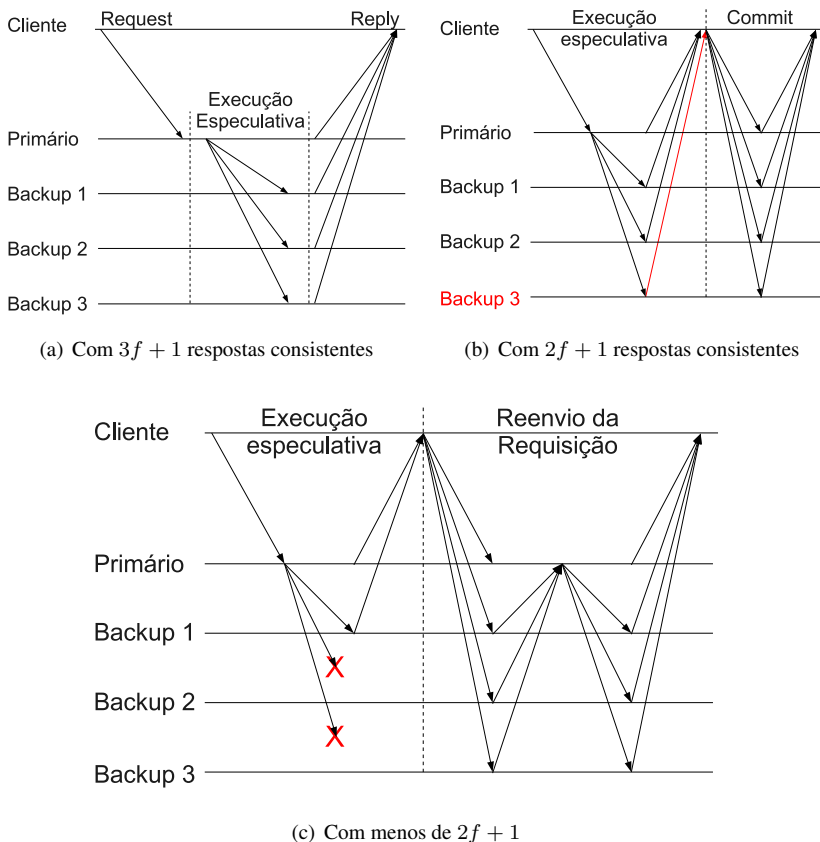 Cliente
Request
Reply
Execução
Especulativa
Primário
Backup 1
Backup 2
Backup 3
(a) Com 3f + 1 respostas consistentes
Execução
especulativa
Commit
Cliente
Primário
Backup 1
Backup 2
Backup 3
(b) Com 2f + 1 respostas consistentes
Execução
especulativa
Reenvio da
Requisição
Cliente
Primário
Backup 1
X
Backup 2
X
Backup 3
(c) Com menos de 2f + 1